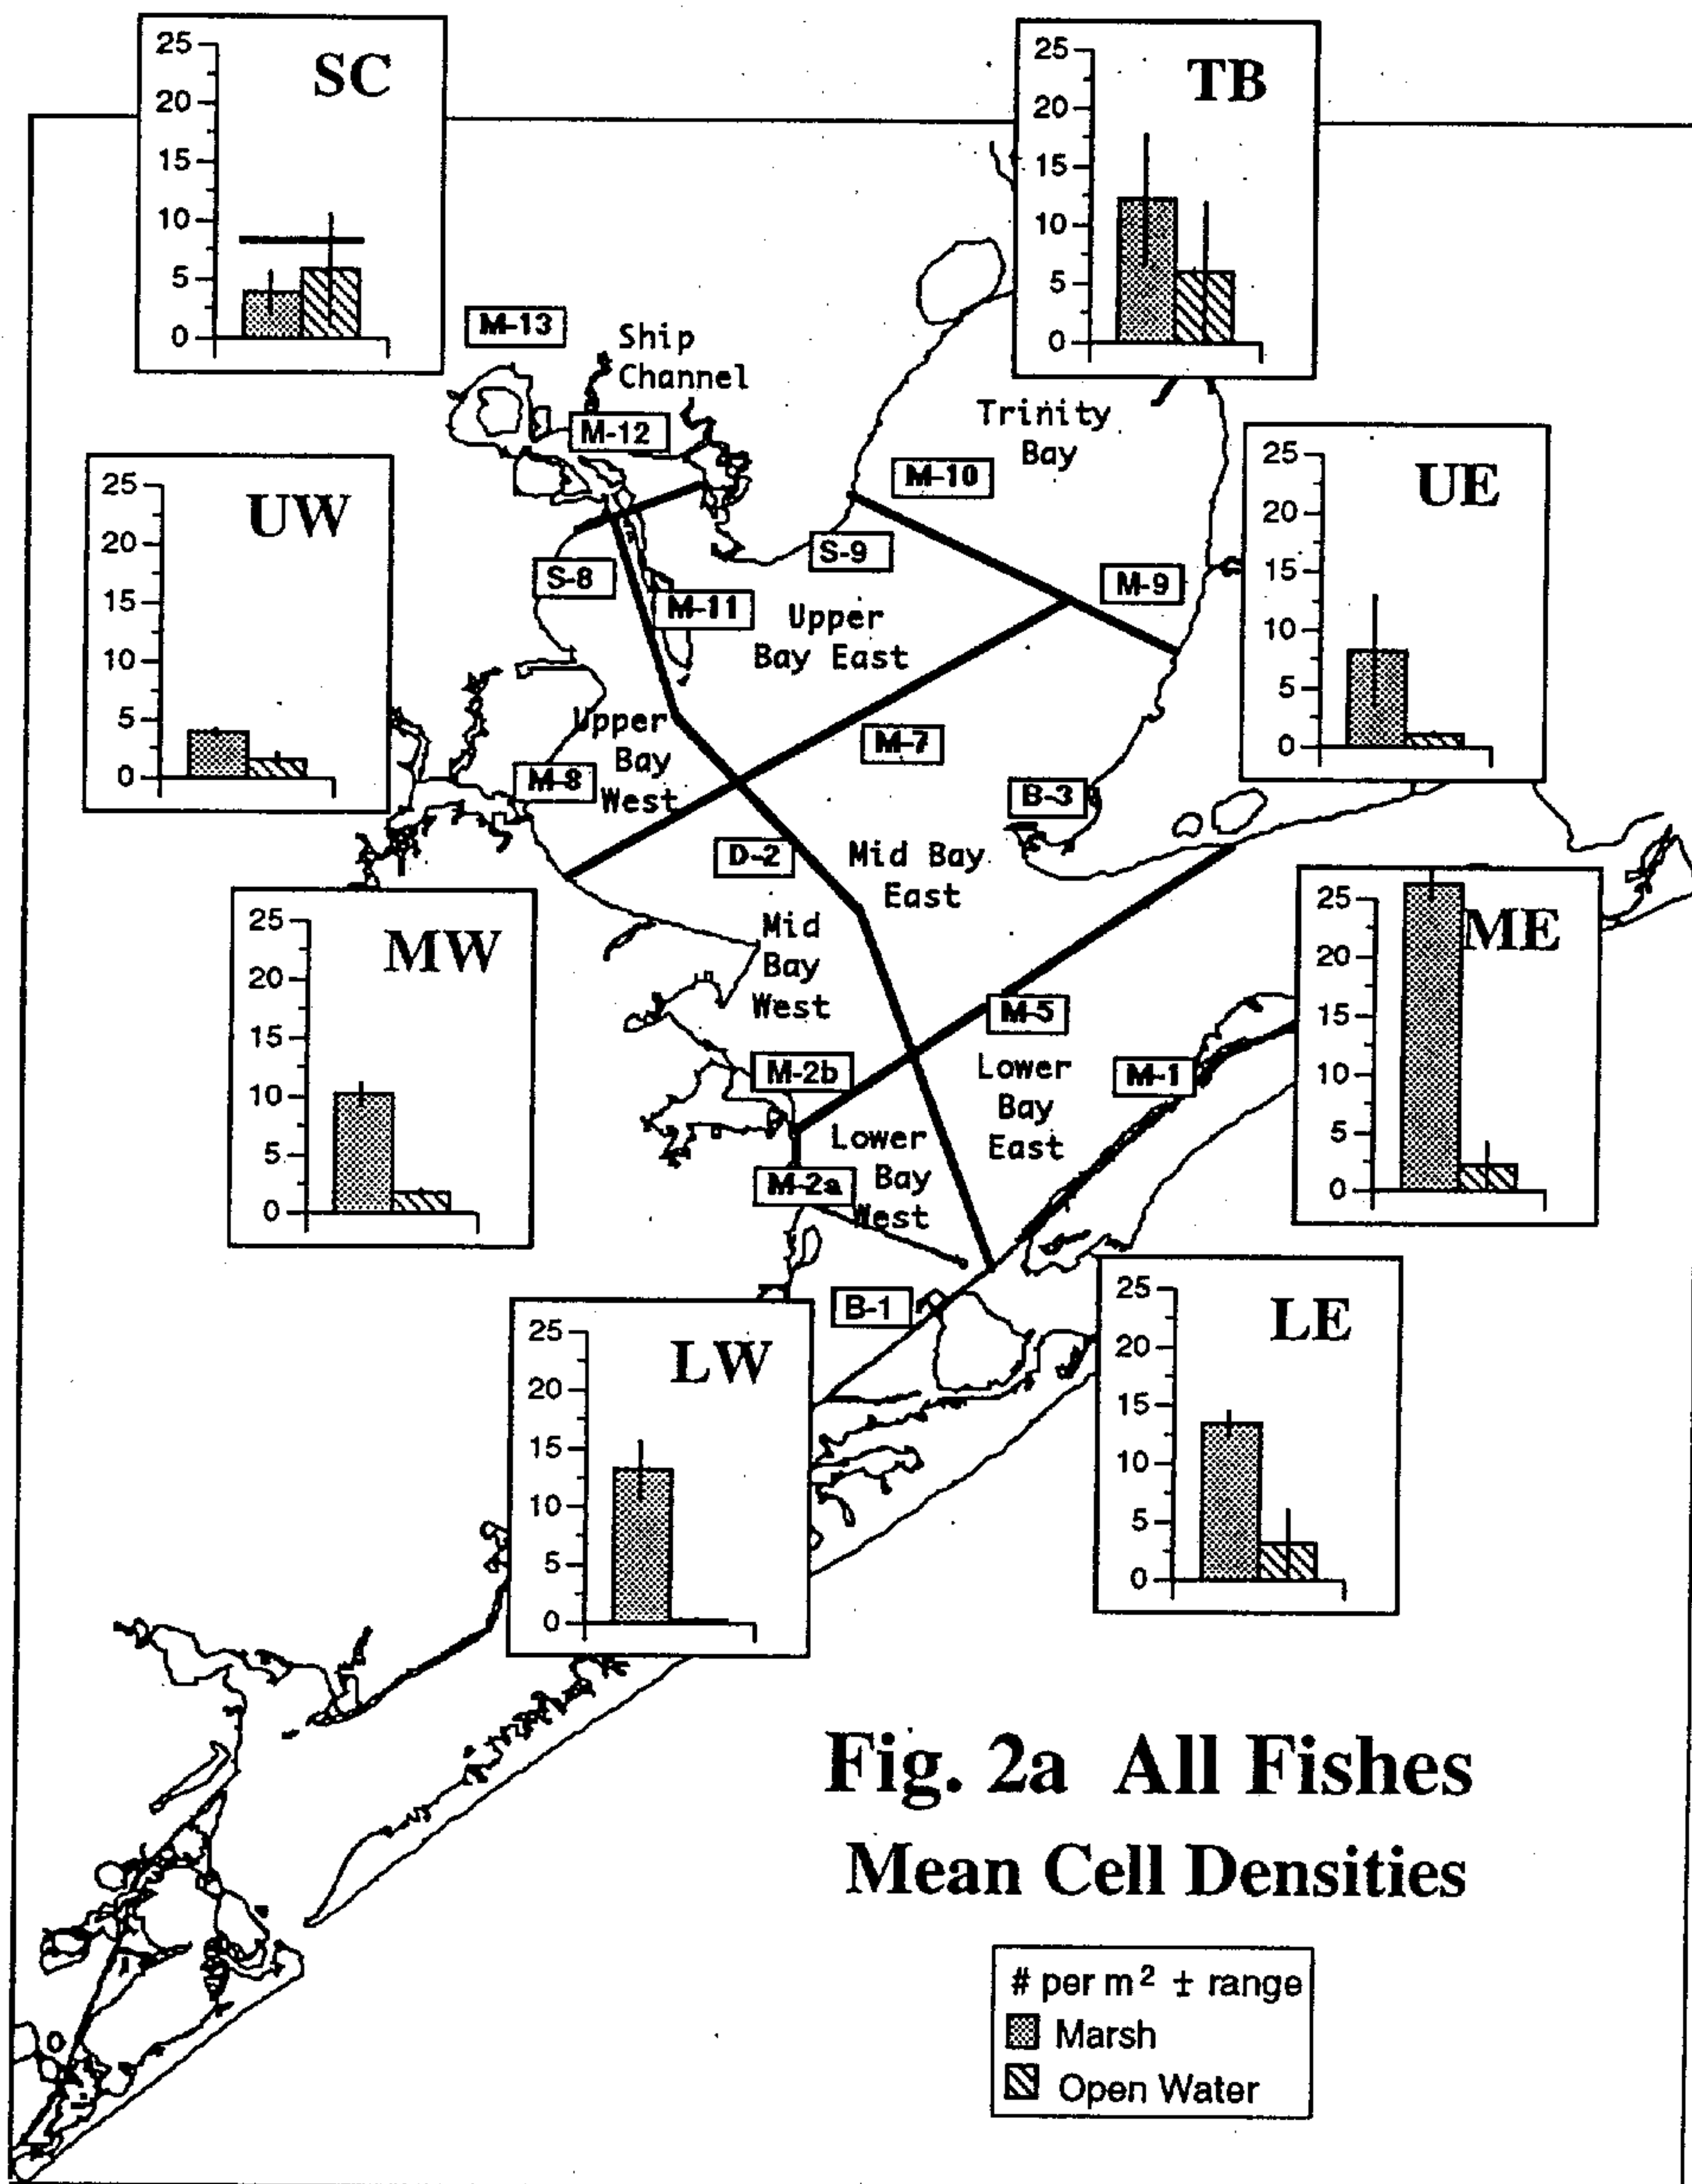 SC
25
20
15
10
5
0
TB
25
20
15
10
5
0
M-13
Ship
Channel
M-12
Trinity
Bay
UW
25
20
15
10
5
0
M-10
UE
25
20
15
10
5
0
S-9
S-8
M-9
M-11
Upper
Bay East
Upper
Bay
West
M-7
M-8
B-3
D-2
Mid Bay
East
MW
25
20
15
10
5
0
Mid
Bay
West
ME
25
20
15
10
5
0
M-5
M-2b
Lower
Bay
East
M-1
Lower
Bay
West
M-2a
B-1
LW
25
20
15
10
5
0
LE
25
20
15
10
5
0
Fig. 2a All Fishes
Mean Cell Densities
# per m² ± range
Marsh
Open Water